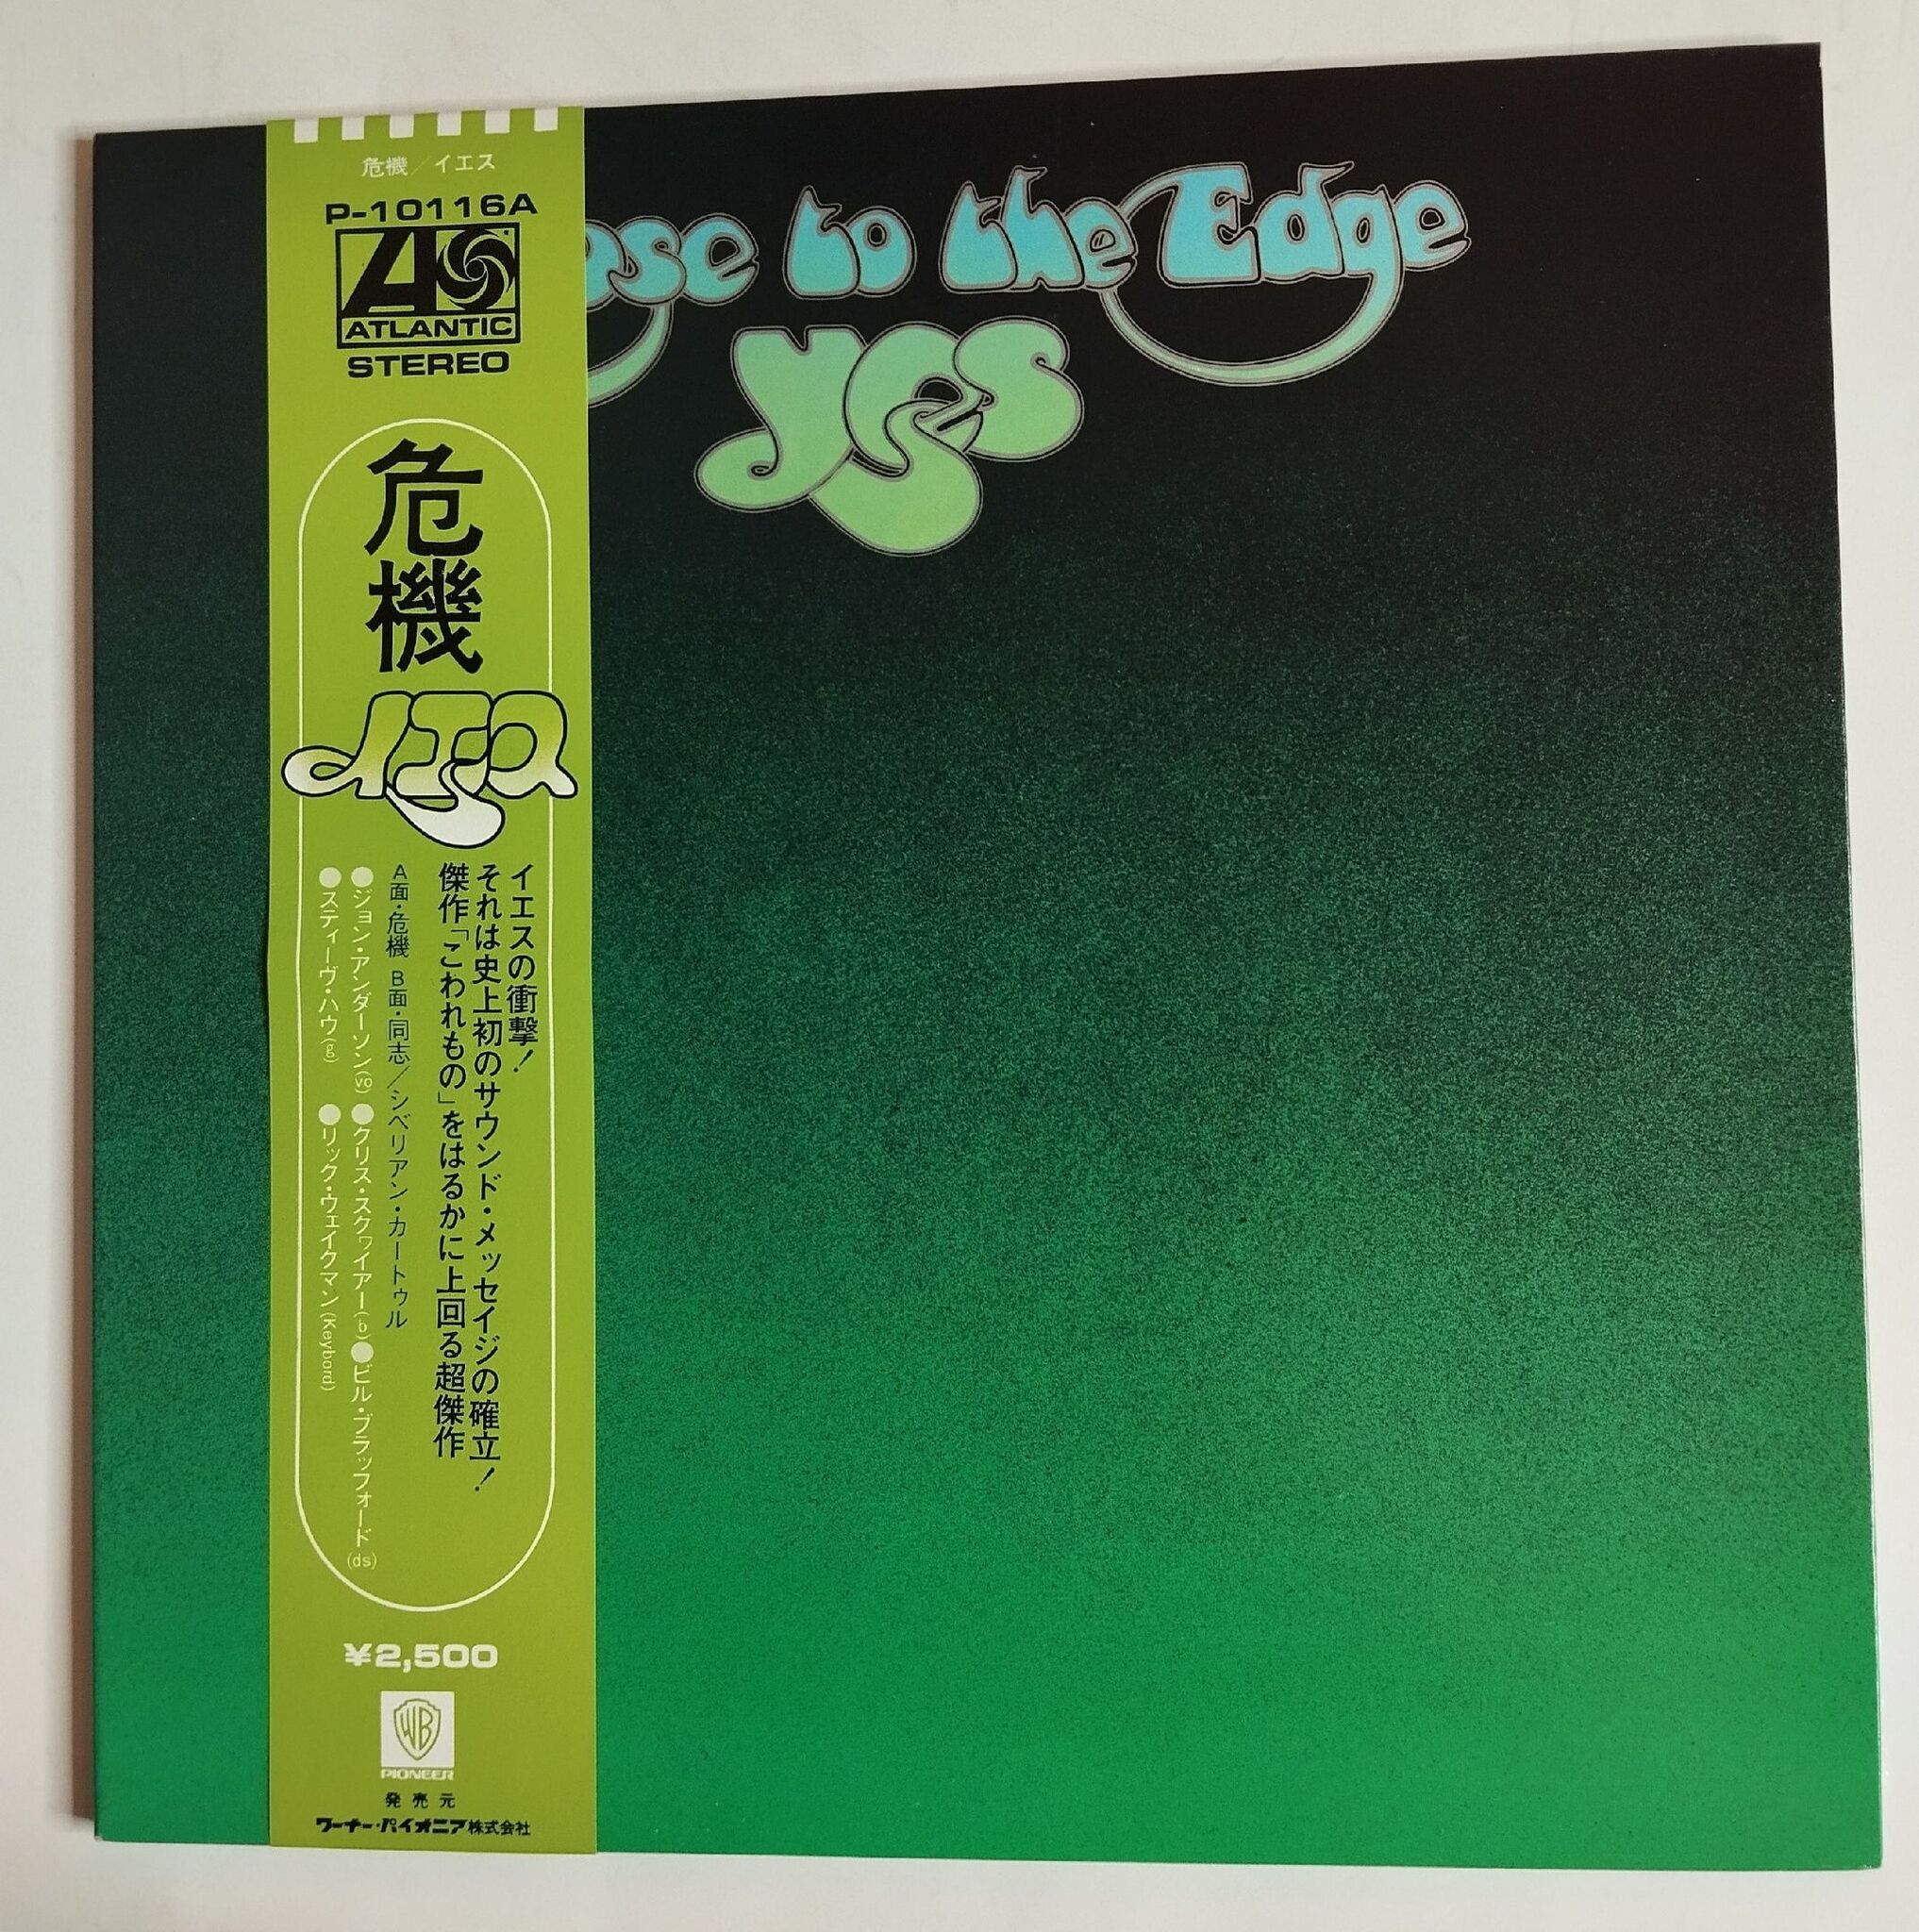 危機/イエス
P-10116A
ATLANTIC
STEREO
危機
イエス
イエスの衝撃!
それは史上初のサウンド・メッセイジの確立!
傑作「こわれもの」をはるかに上回る超傑作
A面・危機 B面・同志/シベリアン・カートゥル
●ジョン・アンダーソン(vo) ●クリス・スクワイアー(b) ●ビル・ブラッフォード(ds)
●スティーヴ・ハウ(g) ●リック・ウェイクマン(Keybord)
¥2,500
WB
PIONEER
発売元
ワーナー・パイオニア株式会社
ose to the Edge
yes